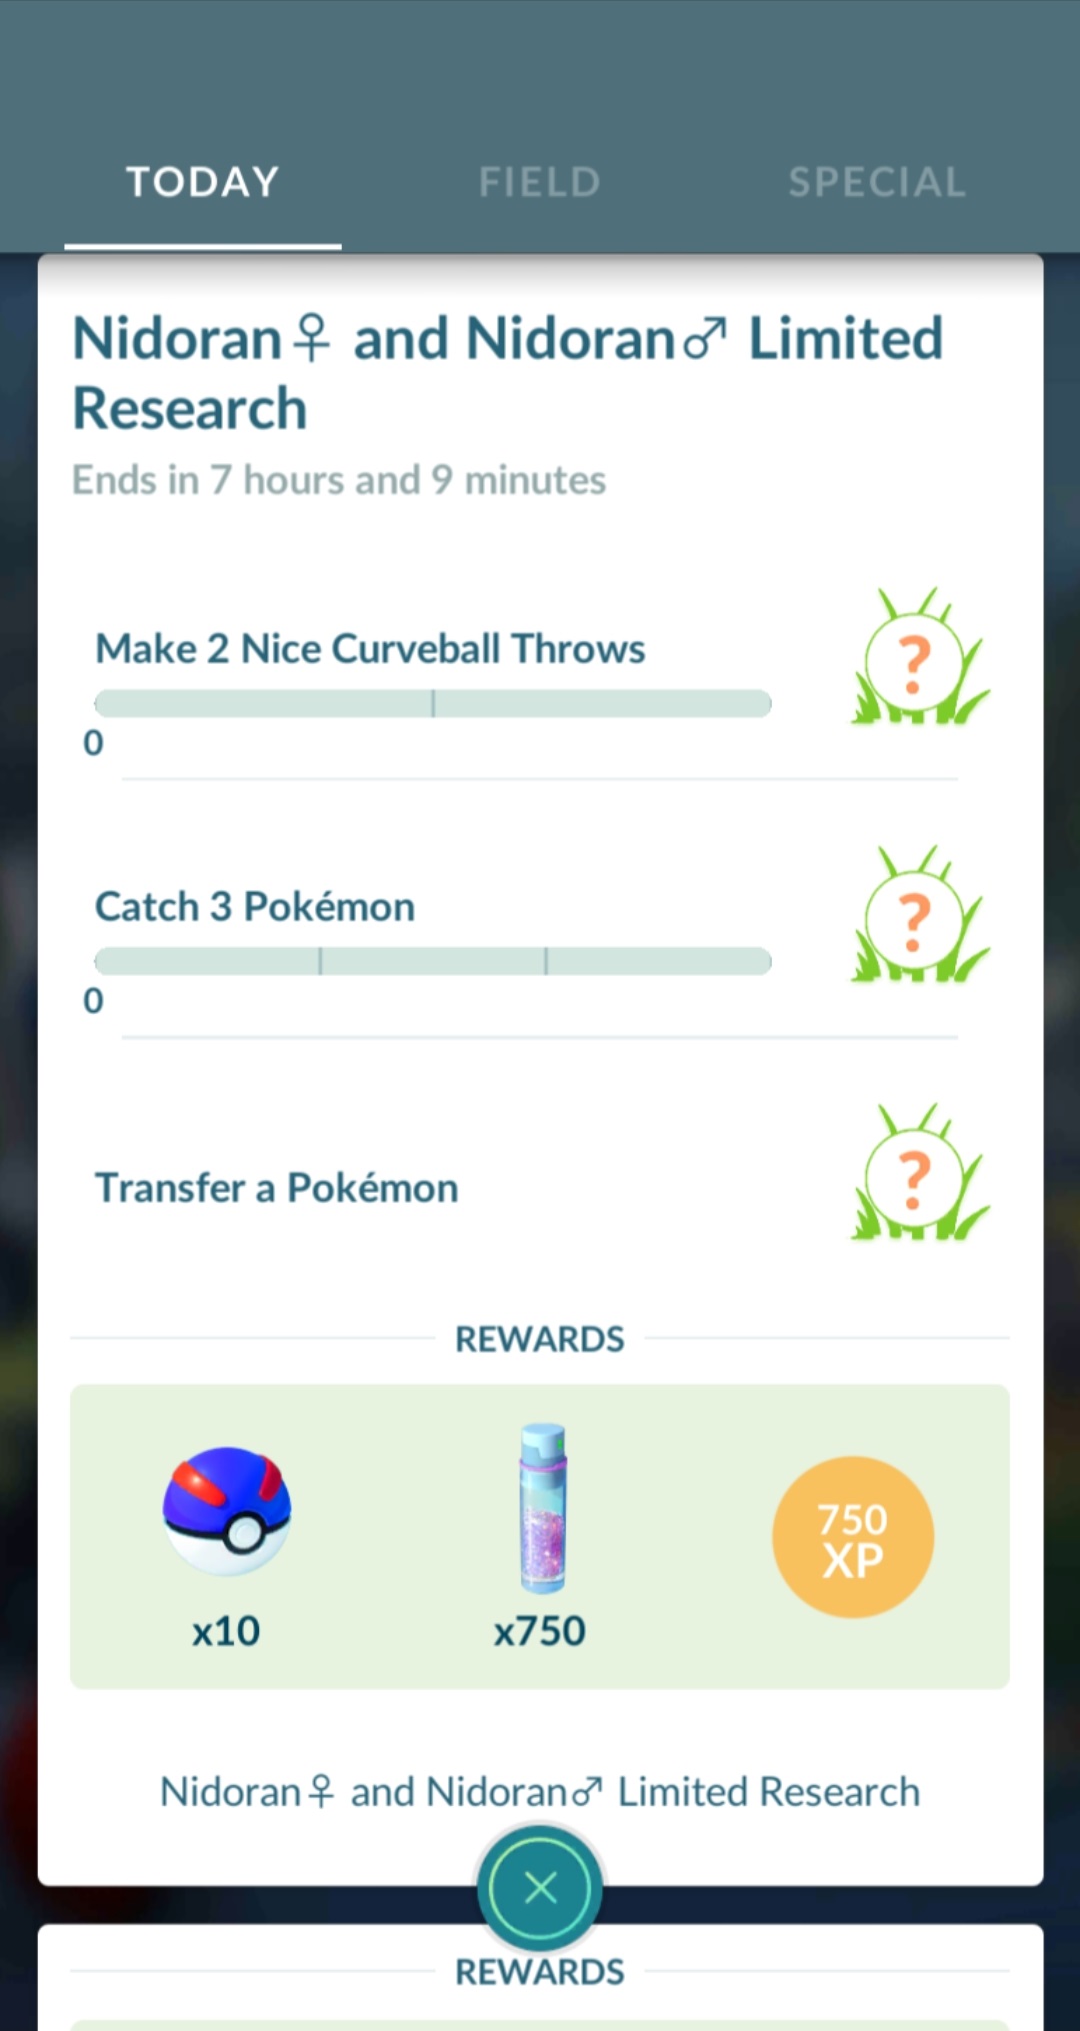 TODAY
FIELD
SPECIAL
Nidoran♀ and Nidoran♂ Limited
Research
Ends in 7 hours and 9 minutes
Make 2 Nice Curveball Throws
?
0
Catch 3 Pokémon
?
0
Transfer a Pokémon
?
REWARDS
x10
x750
750
XP
Nidoran♀ and Nidoran♂ Limited Research
REWARDS